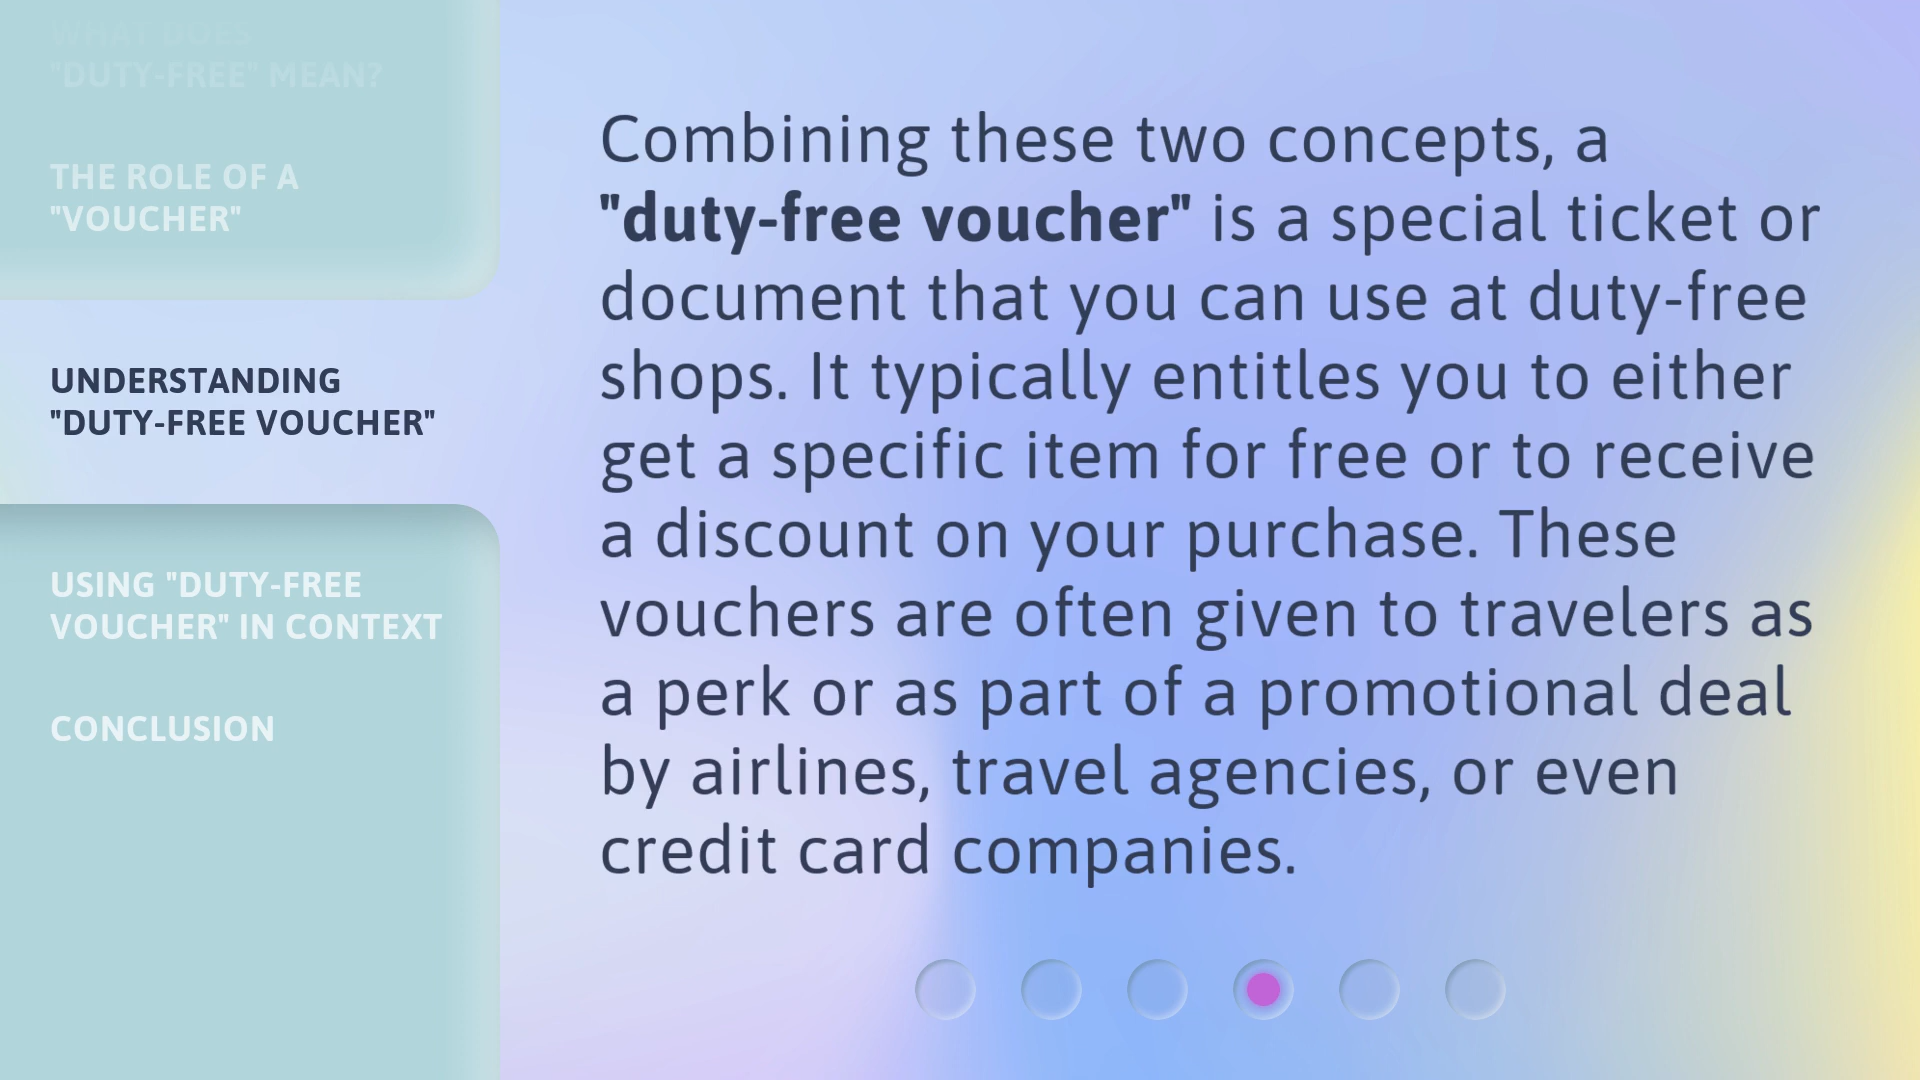 WHAT DOES
"DUTY-FREE" MEAN?
THE ROLE OF A
"VOUCHER"
UNDERSTANDING
"DUTY-FREE VOUCHER"
USING "DUTY-FREE
VOUCHER" IN CONTEXT
CONCLUSION
Combining these two concepts, a
"duty-free voucher" is a special ticket or
document that you can use at duty-free
shops. It typically entitles you to either
get a specific item for free or to receive
a discount on your purchase. These
vouchers are often given to travelers as
a perk or as part of a promotional deal
by airlines, travel agencies, or even
credit card companies.